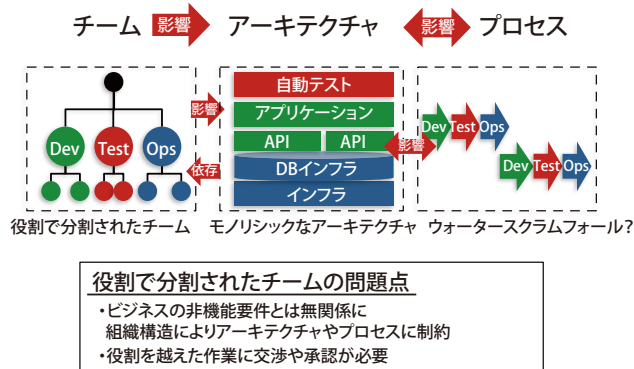 チーム 影響 アーキテクチャ 影響 プロセス
自動テスト
影響 アプリケーション
Dev Test Ops API API 影響 Dev Test Ops
依存 DBインフラ Dev Test Ops
インフラ
役割で分割されたチーム モノリシックなアーキテクチャ ウォータースクラムフォール?
役割で分割されたチームの問題点
・ビジネスの非機能要件とは無関係に
組織構造によりアーキテクチャやプロセスに制約
・役割を越えた作業に交渉や承認が必要